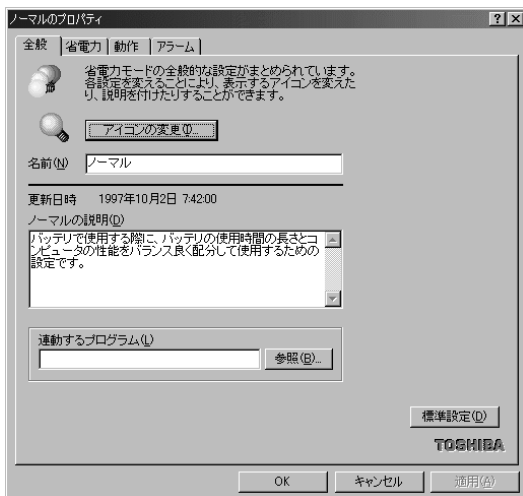 ノーマルのプロパティ
全般 省電力 動作 アラーム
省電力モードの全般的な設定がまとめられています。
各設定を変えることにより、表示するアイコンを変えた
り、説明を付けたりすることができます。
アイコンの変更(I)...
名前(N) ノーマル
更新日時 1997年10月2日 7:42:00
ノーマルの説明(D)
バッテリで使用する際に、バッテリの使用時間の長さとコ
ンピュータの性能をバランス良く配分して使用するための
設定です。
連動するプログラム(L)
参照(B)...
標準設定(D)
TOSHIBA
OK キャンセル 適用(A)